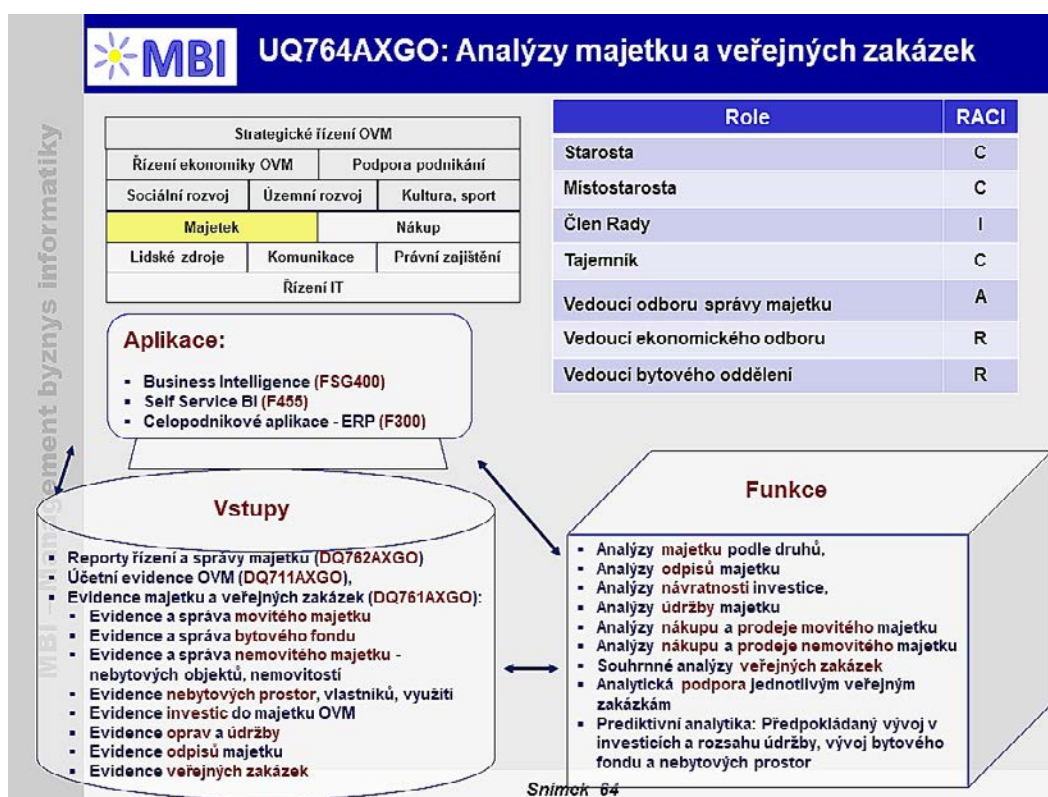 MBI
UQ764AXGO: Analýzy majetku a veřejných zakázek
MBI – Management byznys informatiky
Strategické řízení OVM
Řízení ekonomiky OVM Podpora podnikání
Sociální rozvoj Územní rozvoj Kultura, sport
Majetek Nákup
Lidské zdroje Komunikace Právní zajištění
Řízení IT
Role RACI
Starosta C
Místostarosta C
Člen Rady I
Tajemník C
Vedoucí odboru správy majetku A
Vedoucí ekonomického odboru R
Vedoucí bytového oddělení R
Aplikace:
▪ Business Intelligence (FSG400)
▪ Self Service BI (F455)
▪ Celopodnikové aplikace - ERP (F300)
Vstupy
▪ Reporty řízení a správy majetku (DQ762AXGO)
▪ Účetní evidence OVM (DQ711AXGO),
▪ Evidence majetku a veřejných zakázek (DQ761AXGO):
▪ Evidence a správa movitého majetku
▪ Evidence a správa bytového fondu
▪ Evidence a správa nemovitého majetku -
nebytových objektů, nemovitostí
▪ Evidence nebytových prostor, vlastníků, využití
▪ Evidence investic do majetku OVM
▪ Evidence oprav a údržby
▪ Evidence odpisů majetku
▪ Evidence veřejných zakázek
Funkce
▪ Analýzy majetku podle druhů,
▪ Analýzy odpisů majetku
▪ Analýzy návratnosti investice,
▪ Analýzy údržby majetku
▪ Analýzy nákupu a prodeje movitého majetku
▪ Analýzy nákupu a prodeje nemovitého majetku
▪ Souhrnné analýzy veřejných zakázek
▪ Analytická podpora jednotlivým veřejným
zakázkám
▪ Prediktivní analytika: Předpokládaný vývoj v
investicích a rozsahu údržby, vývoj bytového
fondu a nebytových prostor
Snímek 64